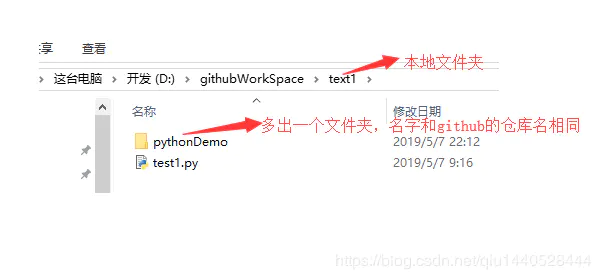 享 查看
本地文件夹
这台电脑 › 开发 (D:) › githubWorkSpace › text1 ›
名称 修改日期
多出一个文件夹，名字和github的仓库名相同
pythonDemo 2019/5/7 22:12
test1.py 2019/5/7 9:16
https://blog.csdn.net/qiu1440528444